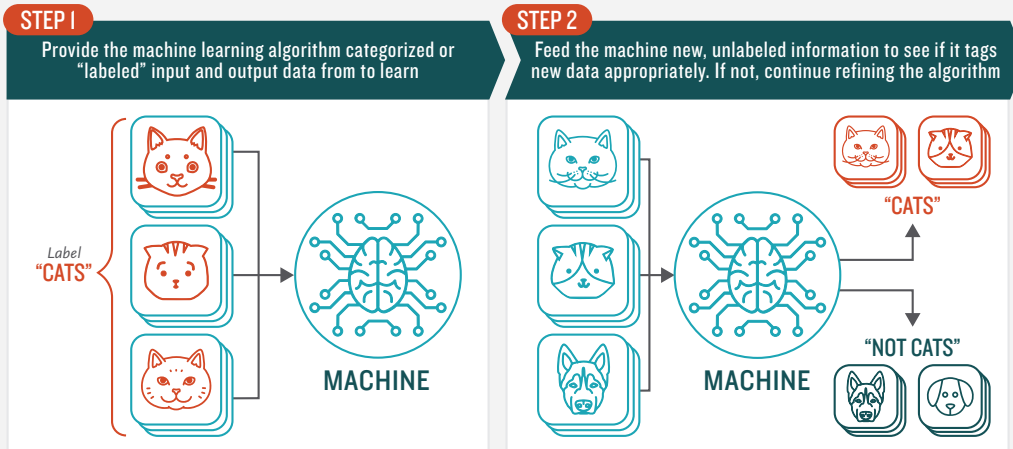 STEP 1
Provide the machine learning algorithm categorized or
“labeled” input and output data from to learn
Label
“CATS”
MACHINE
STEP 2
Feed the machine new, unlabeled information to see if it tags
new data appropriately. If not, continue refining the algorithm
MACHINE
“CATS”
“NOT CATS”